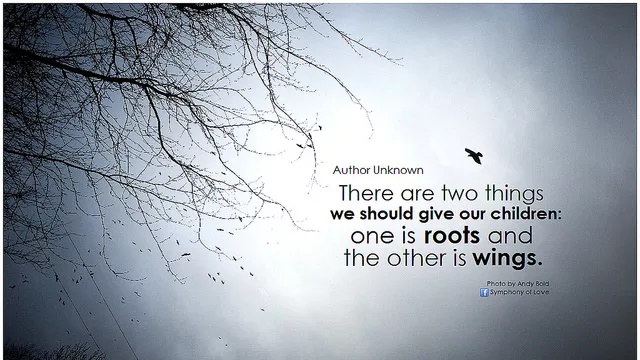 Author Unknown
There are two things
we should give our children:
one is roots and
the other is wings.
Photo by Andy Bold
Symphony of Love